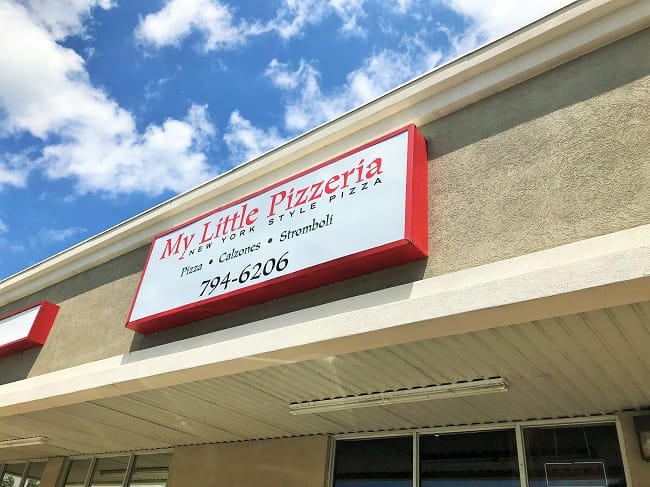 My Little Pizzeria
NEW YORK STYLE PIZZA
Pizza • Calzones • Stromboli
794-6206